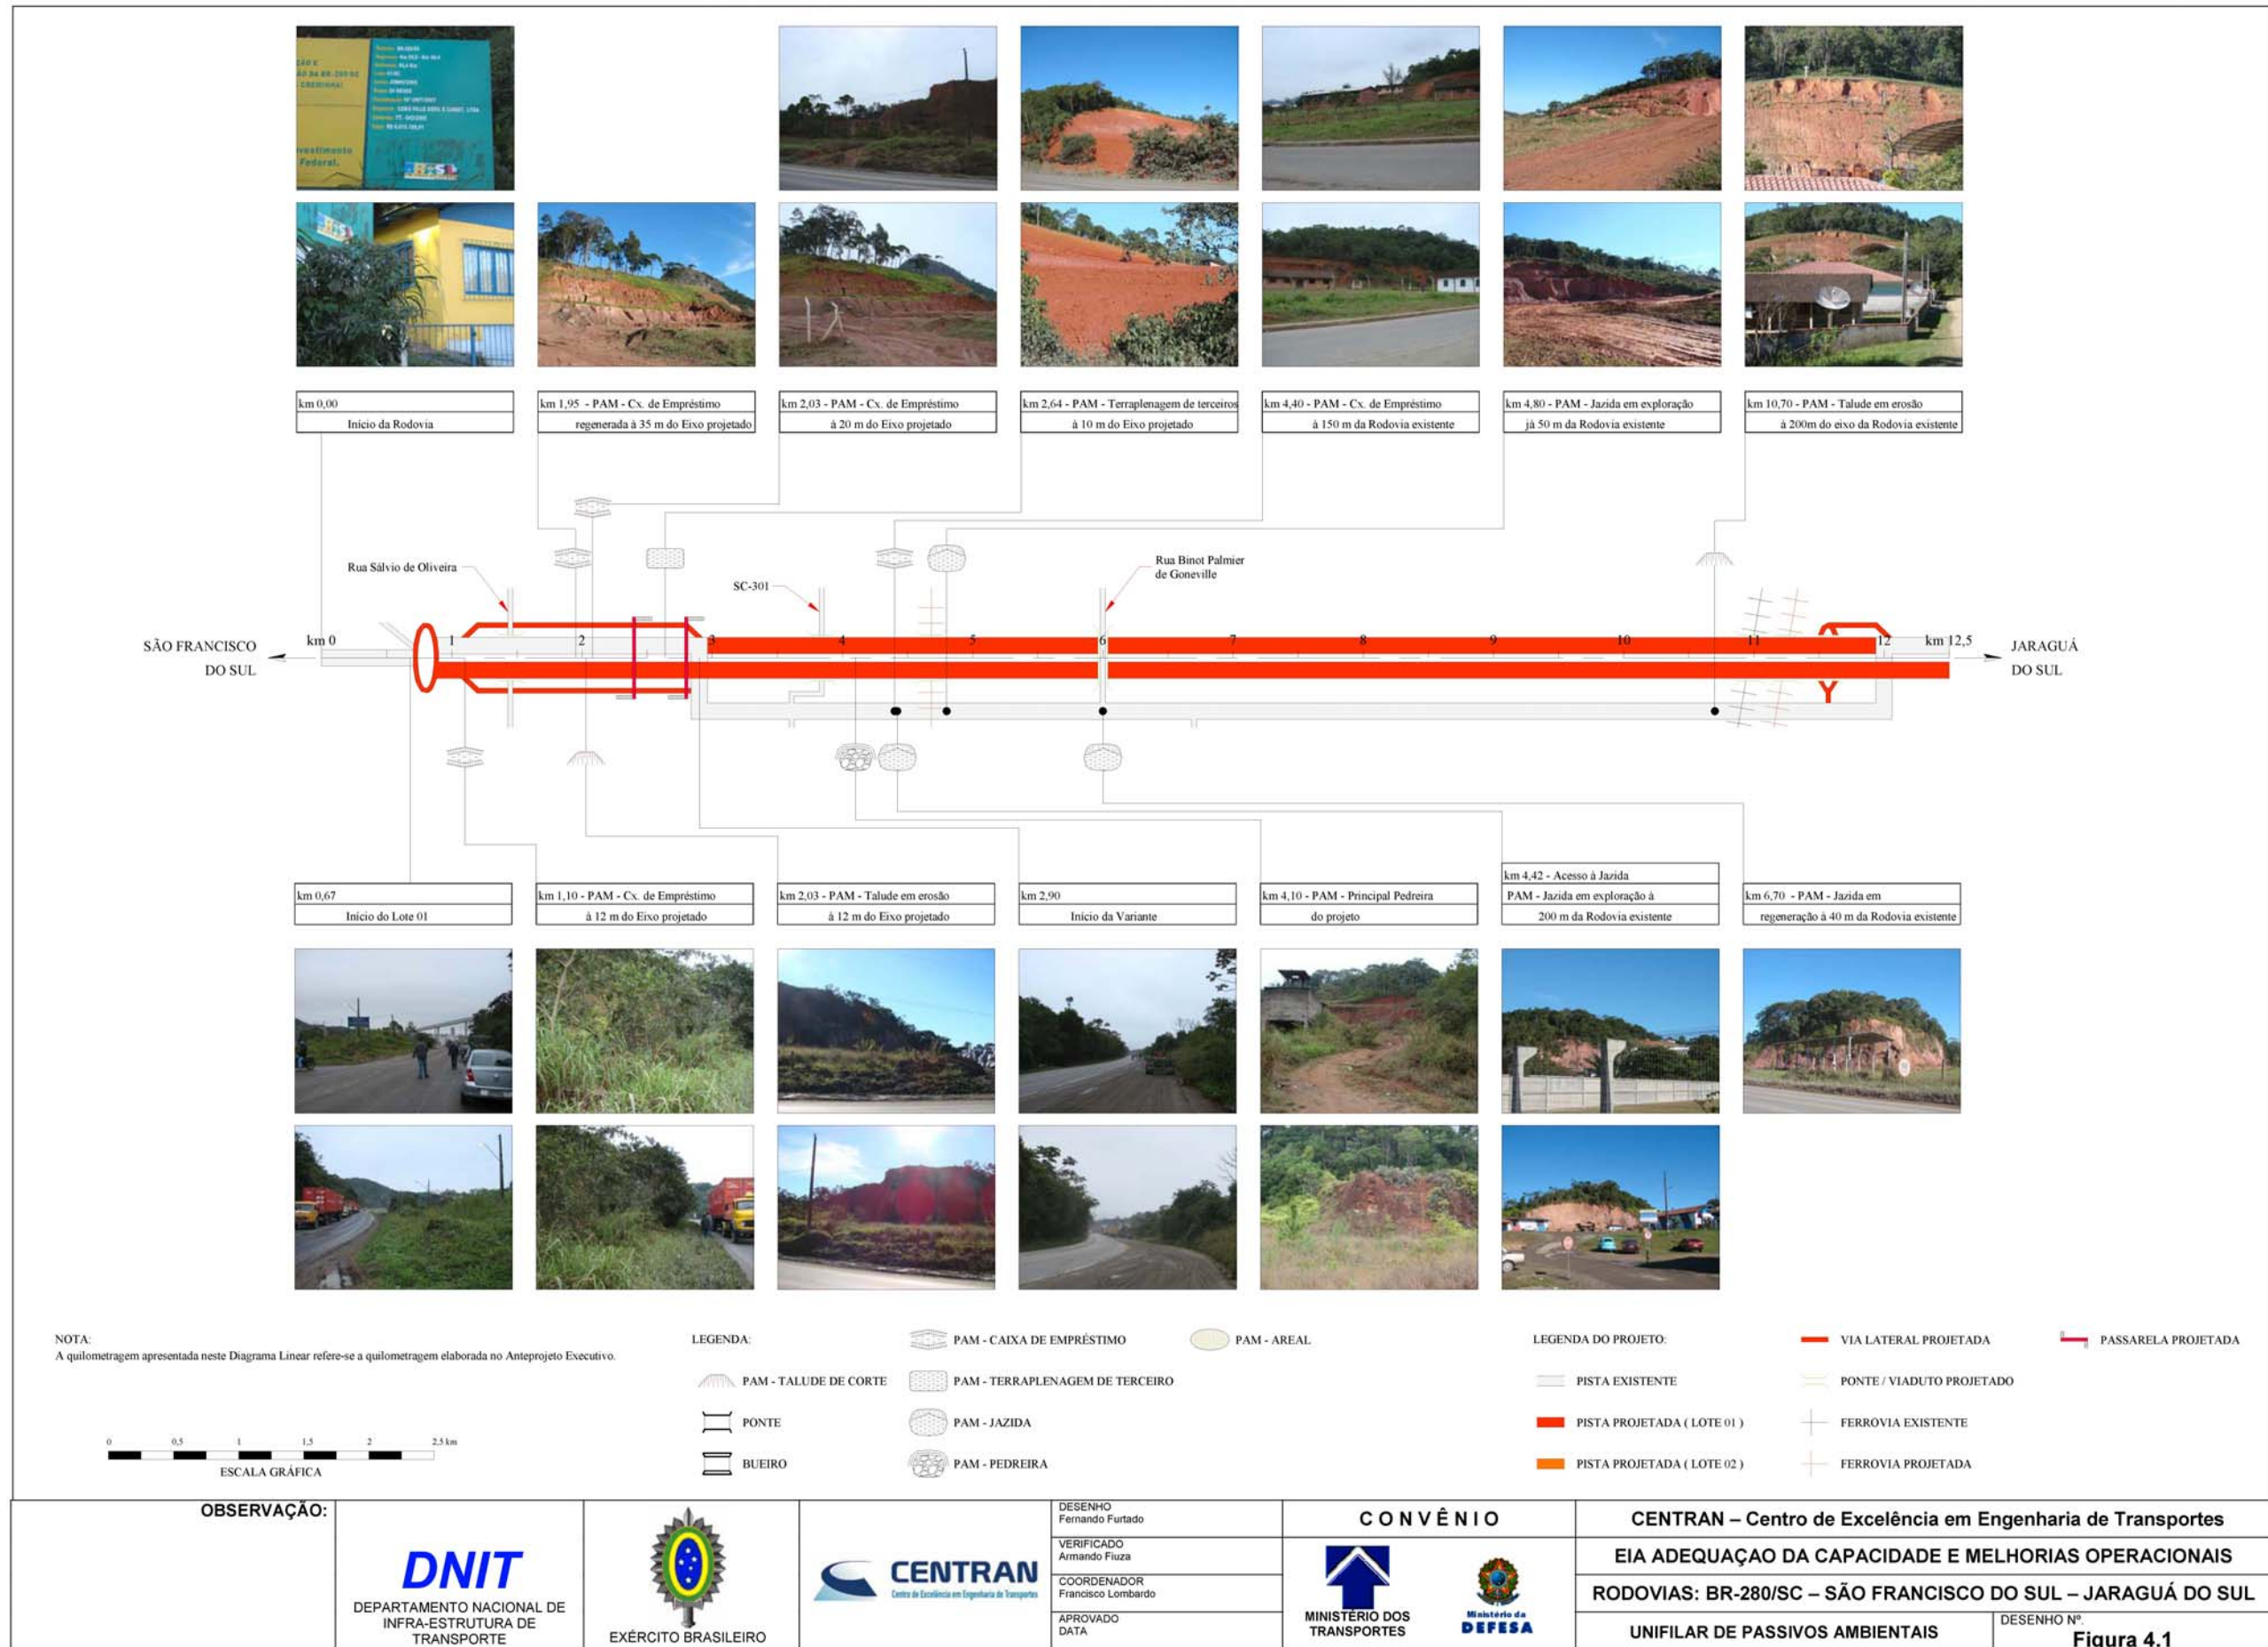 km 0,00
Início da Rodovia
km 1,95 - PAM - Cx. de Empréstimo
regenerada à 35 m do Eixo projetado
km 2,03 - PAM - Cx. de Empréstimo
à 20 m do Eixo projetado
km 2,64 - PAM - Terraplenagem de terceiros
à 10 m do Eixo projetado
km 4,40 - PAM - Cx. de Empréstimo
à 150 m da Rodovia existente
km 4,80 - PAM - Jazida em exploração
já 50 m da Rodovia existente
km 10,70 - PAM - Talude em erosão
à 200m do eixo da Rodovia existente
Rua Sálvio de Oliveira
SC-301
Rua Binot Palmier
de Goneville
SÃO FRANCISCO
DO SUL
km 0
1
2
3
4
5
6
7
8
9
10
11
12
km 12,5
JARAGUÁ
DO SUL
km 0,67
Início do Lote 01
km 1,10 - PAM - Cx. de Empréstimo
à 12 m do Eixo projetado
km 2,03 - PAM - Talude em erosão
à 12 m do Eixo projetado
km 2,90
Início da Variante
km 4,10 - PAM - Principal Pedreira
do projeto
km 4,42 - Acesso à Jazida
PAM - Jazida em exploração à
200 m da Rodovia existente
km 6,70 - PAM - Jazida em
regeneração à 40 m da Rodovia existente
NOTA:
A quilometragem apresentada neste Diagrama Linear refere-se a quilometragem elaborada no Anteprojeto Executivo.
0 0,5 1 1,5 2 2,5 km
ESCALA GRÁFICA
LEGENDA:
PAM - CAIXA DE EMPRÉSTIMO
PAM - AREAL
PAM - TALUDE DE CORTE
PAM - TERRAPLENAGEM DE TERCEIRO
PONTE
PAM - JAZIDA
BUEIRO
PAM - PEDREIRA
LEGENDA DO PROJETO:
VIA LATERAL PROJETADA
PASSARELA PROJETADA
PISTA EXISTENTE
PONTE / VIADUTO PROJETADO
PISTA PROJETADA ( LOTE 01 )
FERROVIA EXISTENTE
PISTA PROJETADA ( LOTE 02 )
FERROVIA PROJETADA
OBSERVAÇÃO:
DNIT
DEPARTAMENTO NACIONAL DE
INFRA-ESTRUTURA DE
TRANSPORTE
EXÉRCITO BRASILEIRO
CENTRAN
Centro de Excelência em Engenharia de Transportes
DESENHO
Fernando Furtado
VERIFICADO
Armando Fiuza
COORDENADOR
Francisco Lombardo
APROVADO
DATA
CONVÊNIO
MINISTÉRIO DOS
TRANSPORTES
Ministério da
DEFESA
CENTRAN – Centro de Excelência em Engenharia de Transportes
EIA ADEQUAÇAO DA CAPACIDADE E MELHORIAS OPERACIONAIS
RODOVIAS: BR-280/SC – SÃO FRANCISCO DO SUL – JARAGUÁ DO SUL
UNIFILAR DE PASSIVOS AMBIENTAIS
DESENHO Nº.
Figura 4.1